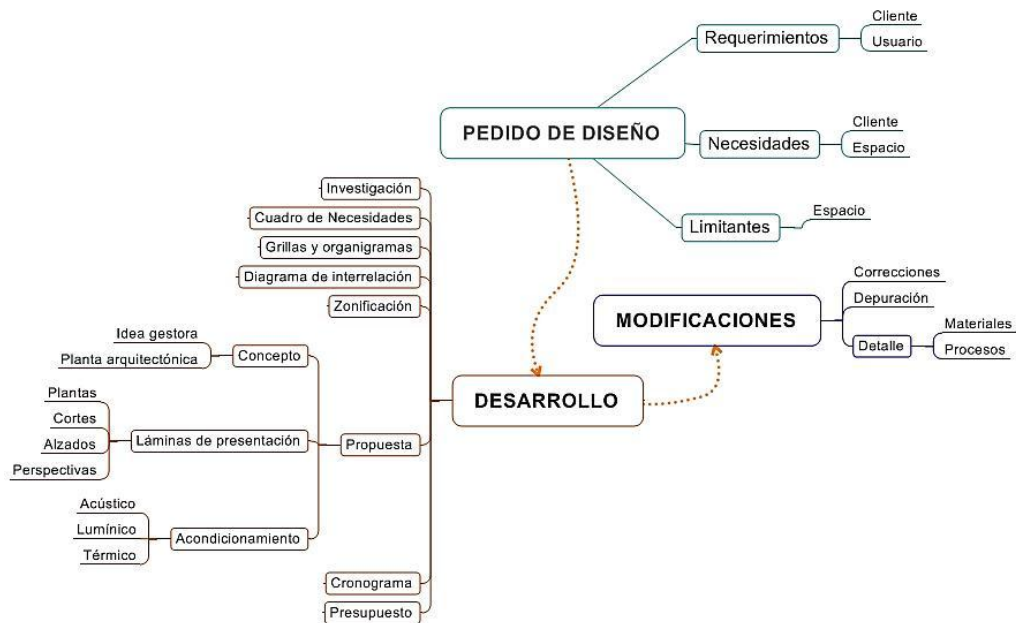 PEDIDO DE DISEÑO
Requerimientos
Cliente
Usuario
Necesidades
Cliente
Espacio
Limitantes
Espacio
DESARROLLO
Investigación
Cuadro de Necesidades
Grillas y organigramas
Diagrama de interrelación
Zonificación
Propuesta
Concepto
Idea gestora
Planta arquitectónica
Láminas de presentación
Plantas
Cortes
Alzados
Perspectivas
Acondicionamiento
Acústico
Lumínico
Térmico
Cronograma
Presupuesto
MODIFICACIONES
Correcciones
Depuración
Detalle
Materiales
Procesos